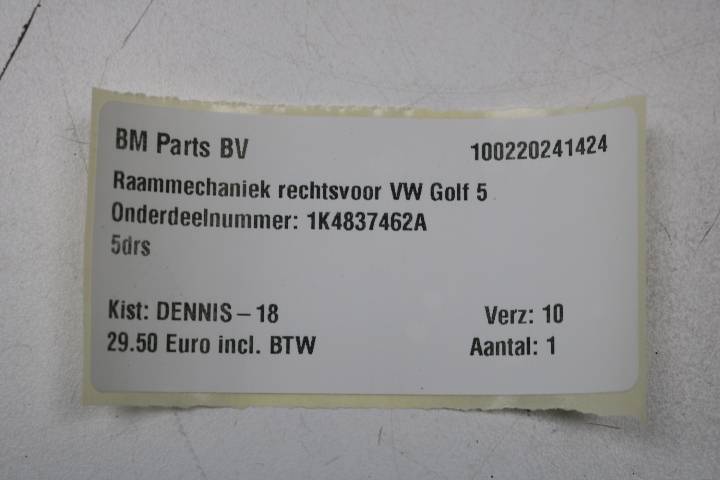 BM Parts BV 100220241424
Raammechaniek rechtsvoor VW Golf 5
Onderdeelnummer: 1K4837462A
5drs
Kist: DENNIS-18 Verz: 10
29.50 Euro incl. BTW Aantal: 1